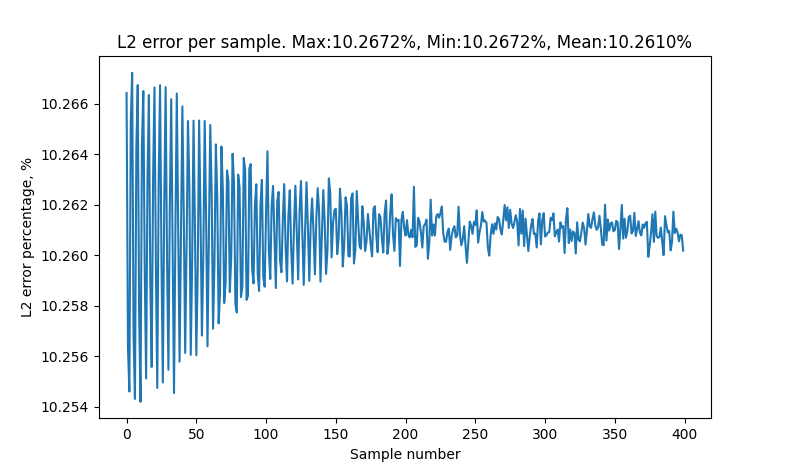 L2 error per sample. Max:10.2672%, Min:10.2672%, Mean:10.2610%
L2 error percentage, %
10.266
10.264
10.262
10.260
10.258
10.256
10.254
0 50 100 150 200 250 300 350 400
Sample number